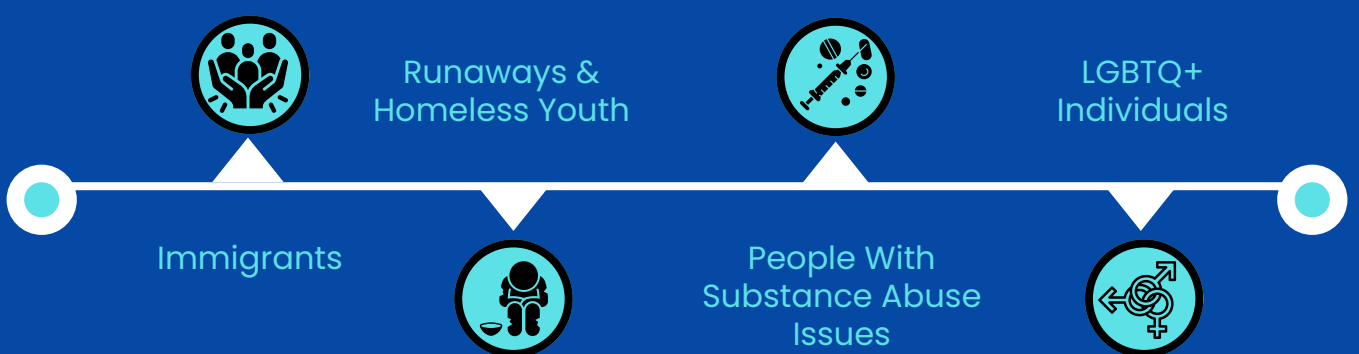 Runaways &
Homeless Youth
LGBTQ+
Individuals
Immigrants
People With
Substance Abuse
Issues